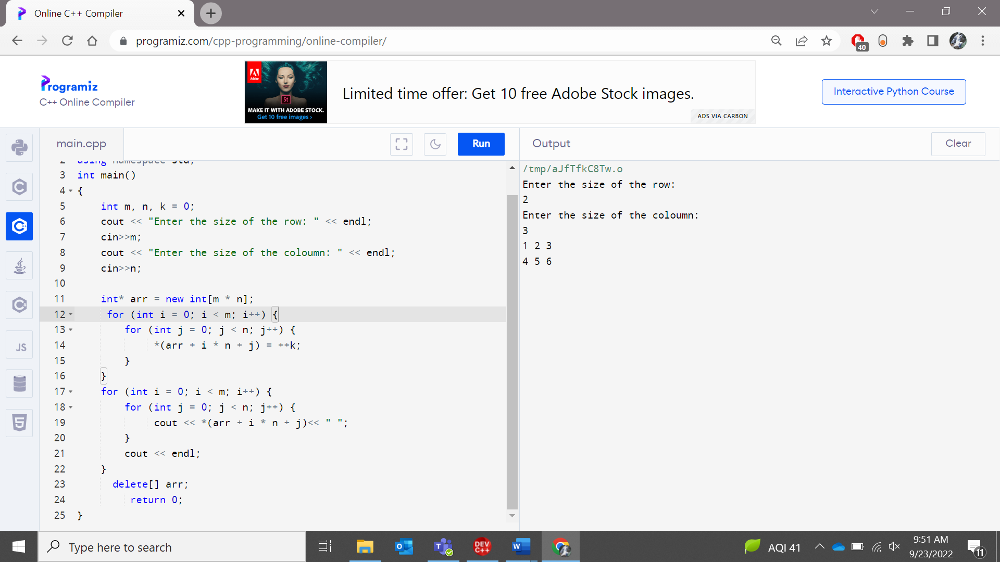 Online C++ Compiler
programiz.com/cpp-programming/online-compiler/
40
Programiz
C++ Online Compiler
Adobe
St
MAKE IT WITH ADOBE STOCK.
Get 10 free images ›
Limited time offer: Get 10 free Adobe Stock images.
ADS VIA CARBON
Interactive Python Course
main.cpp
Run
Output
Clear
2 using namespace std;
3 int main()
4 {
5 int m, n, k = 0;
6 cout << "Enter the size of the row: " << endl;
7 cin>>m;
8 cout << "Enter the size of the coloumn: " << endl;
9 cin>>n;
10
11 int* arr = new int[m * n];
12 for (int i = 0; i < m; i++) {
13 for (int j = 0; j < n; j++) {
14 *(arr + i * n + j) = ++k;
15 }
16 }
17 for (int i = 0; i < m; i++) {
18 for (int j = 0; j < n; j++) {
19 cout << *(arr + i * n + j)<< " ";
20 }
21 cout << endl;
22 }
23 delete[] arr;
24 return 0;
25 }
/tmp/aJfTfkC8Tw.o
Enter the size of the row:
2
Enter the size of the coloumn:
3
1 2 3
4 5 6
JS
Type here to search
DEV C++
AQI 41
9:51 AM
9/23/2022
11